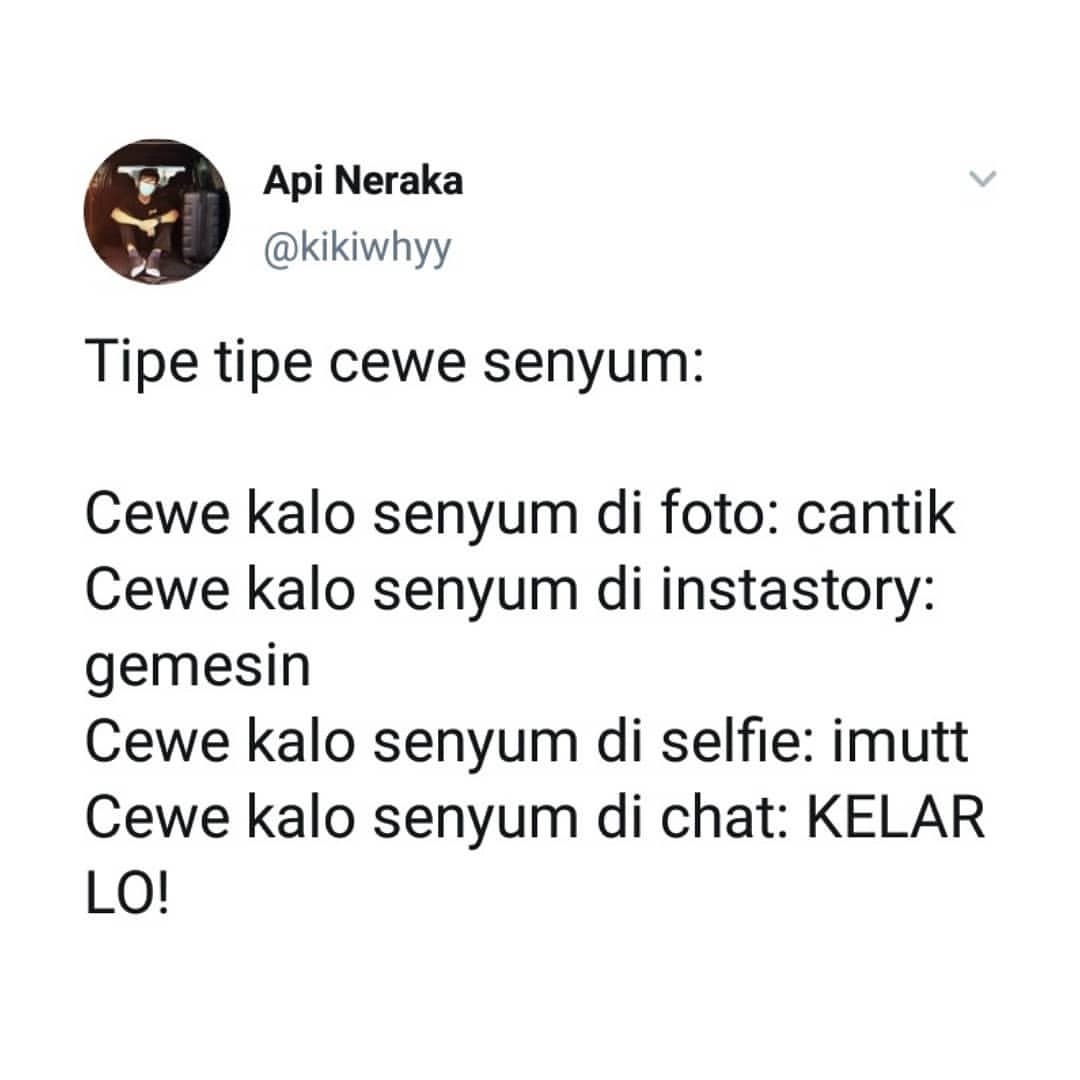 Api Neraka
@kikiwhyy
Tipe tipe cewe senyum:
Cewe kalo senyum di foto: cantik
Cewe kalo senyum di instastory:
gemesin
Cewe kalo senyum di selfie: imutt
Cewe kalo senyum di chat: KELAR
LO!